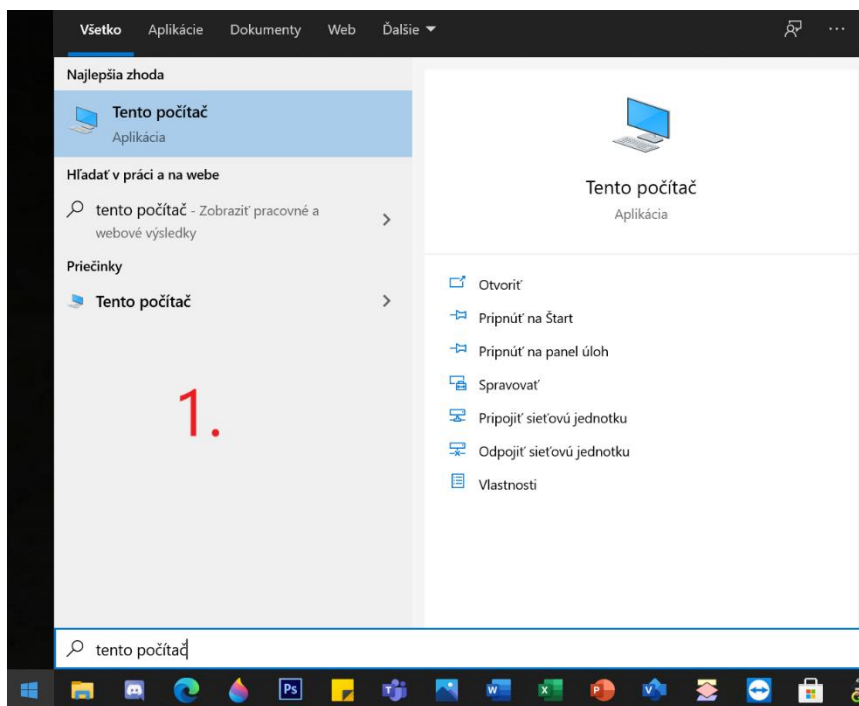 Všetko Aplikácie Dokumenty Web Ďalšie
Najlepšia zhoda
Tento počítač
Aplikácia
Hľadať v práci a na webe
tento počítač - Zobraziť pracovné a
webové výsledky
Priečinky
Tento počítač
1.
Tento počítač
Aplikácia
Otvoriť
Pripnúť na Štart
Pripnúť na panel úloh
Spravovať
Pripojiť sieťovú jednotku
Odpojiť sieťovú jednotku
Vlastnosti
tento počítač
Ps